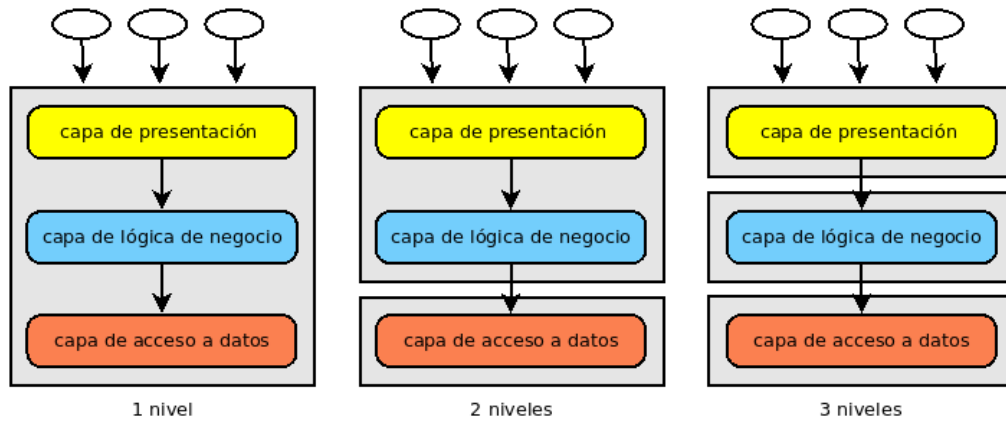 capa de presentación
capa de lógica de negocio
capa de acceso a datos
1 nivel
capa de presentación
capa de lógica de negocio
capa de acceso a datos
2 niveles
capa de presentación
capa de lógica de negocio
capa de acceso a datos
3 niveles